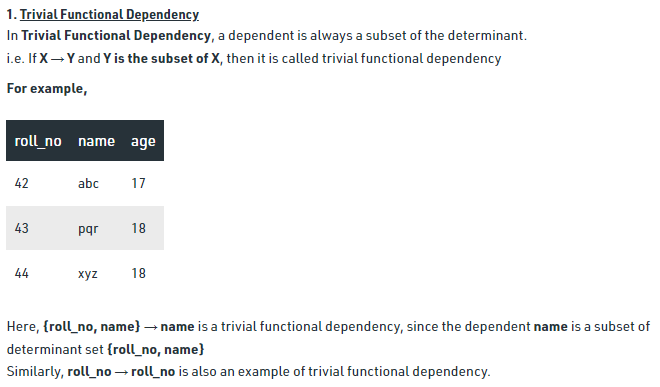 1. Trivial Functional Dependency
In Trivial Functional Dependency, a dependent is always a subset of the determinant.
i.e. If X → Y and Y is the subset of X, then it is called trivial functional dependency
For example,
roll_no name age
42 abc 17
43 pqr 18
44 xyz 18
Here, {roll_no, name} → name is a trivial functional dependency, since the dependent name is a subset of
determinant set {roll_no, name}
Similarly, roll_no → roll_no is also an example of trivial functional dependency.